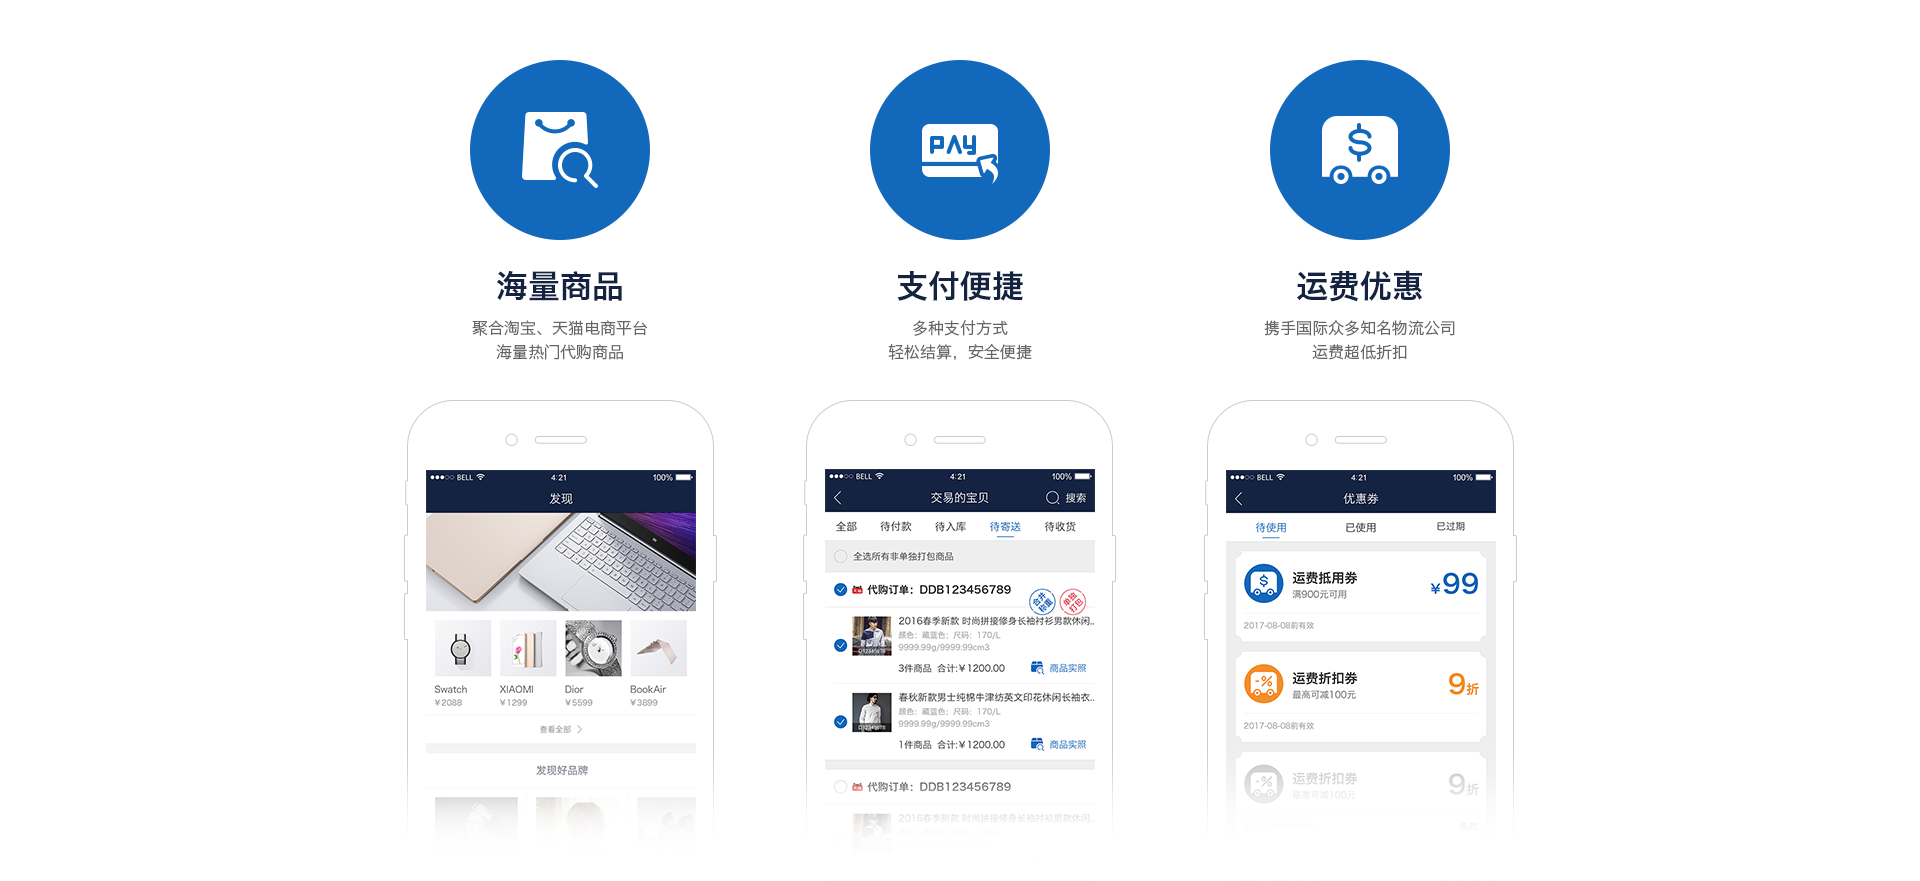 PAY
$
海量商品
聚合淘宝、天猫电商平台
海量热门代购商品
支付便捷
多种支付方式
轻松结算，安全便捷
运费优惠
携手国际众多知名物流公司
运费超低折扣
BELL 4:21 100%
发现
Swatch XIAOMI Dior BookAir
¥2088 ¥1299 ¥5599 ¥3899
查看全部
发现好品牌
BELL 4:21 100%
交易的宝贝 搜索
全部 待付款 待入库 待寄送 待收货
全选所有非单独打包商品
代购订单：DDB123456789
合并称重
单独打包
2016春季新款 时尚拼接修身长袖衬衫男款休闲..
颜色：藏蓝色；尺码：170/L
9999.99g/9999.99cm3
D12345678
3件商品 合计:¥1200.00 商品实照
春秋新款男士纯棉牛津纺英文印花休闲长袖衣..
颜色：藏蓝色；尺码：170/L
9999.99g/9999.99cm3
D12345678
1件商品 合计:¥1200.00 商品实照
代购订单：DDB123456789
2016春季新款 时尚拼接修身长袖衬衫男款休闲..
BELL 4:21 100%
优惠券
待使用 已使用 已过期
$
运费抵用券
满900元可用
¥99
2017-08-08前有效
-%
运费折扣券
最高可减100元
9折
2017-08-08前有效
-%
运费折扣券
最高可减100元
9折